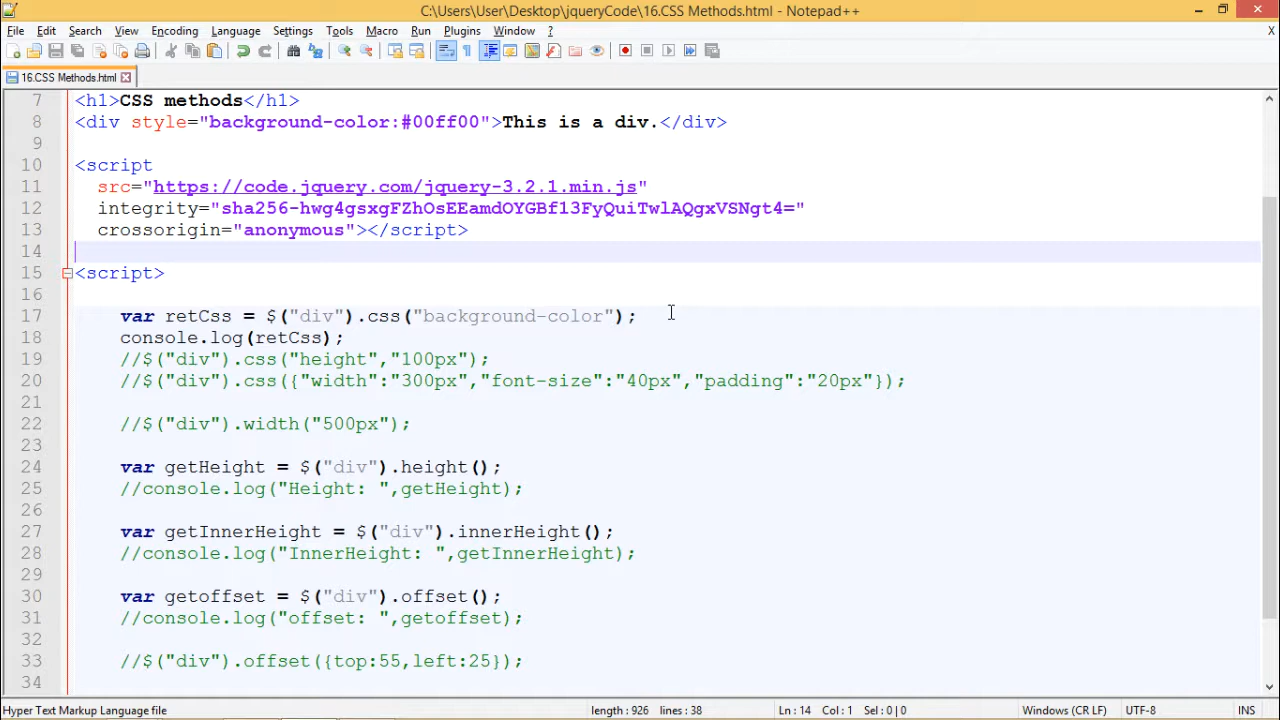 C:\Users\User\Desktop\jqueryCode\16.CSS Methods.html - Notepad++
File Edit Search View Encoding Language Settings Tools Macro Run Plugins Window ? X
16.CSS Methods.html
7 <h1>CSS methods</h1>
8 <div style="background-color:#00ff00">This is a div.</div>
9
10 <script
11 src="https://code.jquery.com/jquery-3.2.1.min.js"
12 integrity="sha256-hwg4gsxgFZhOsEEamdOYGBf13FyQuiTwlAQgxVSNgt4="
13 crossorigin="anonymous"></script>
14
15 <script>
16
17 var retCss = $("div").css("background-color");
18 console.log(retCss);
19 //$("div").css("height","100px");
20 //$("div").css({"width":"300px","font-size":"40px","padding":"20px"});
21
22 //$("div").width("500px");
23
24 var getHeight = $("div").height();
25 //console.log("Height: ",getHeight);
26
27 var getInnerHeight = $("div").innerHeight();
28 //console.log("InnerHeight: ",getInnerHeight);
29
30 var getoffset = $("div").offset();
31 //console.log("offset: ",getoffset);
32
33 //$("div").offset({top:55,left:25});
34
Hyper Text Markup Language file length : 926 lines : 38 Ln : 14 Col : 1 Sel : 0 | 0 Windows (CR LF) UTF-8 INS